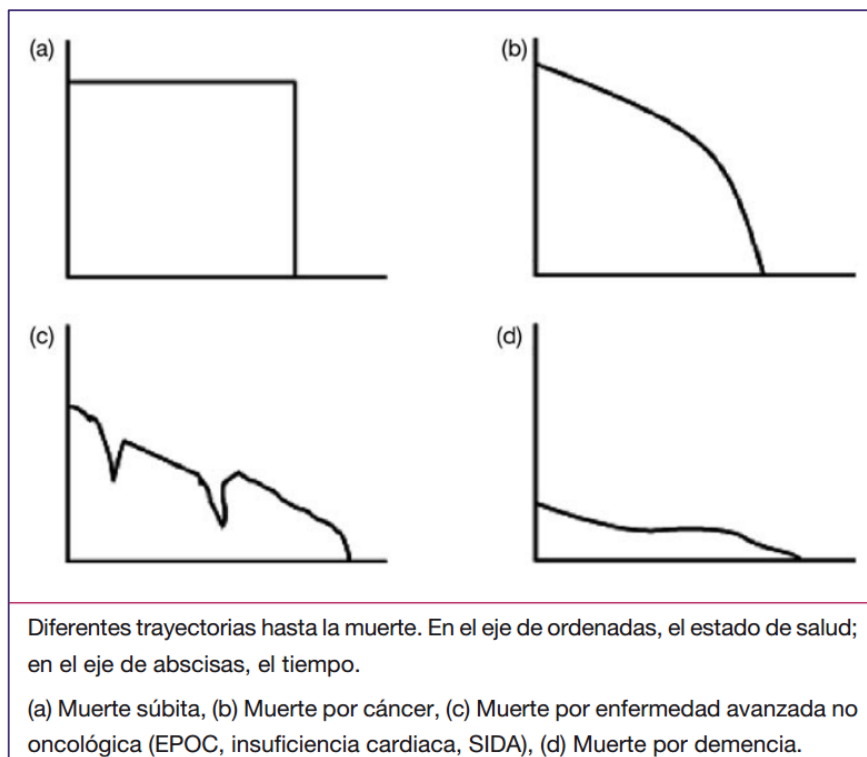 (a)
(b)
(c)
(d)
Diferentes trayectorias hasta la muerte. En el eje de ordenadas, el estado de salud;
en el eje de abscisas, el tiempo.
(a) Muerte súbita, (b) Muerte por cáncer, (c) Muerte por enfermedad avanzada no
oncológica (EPOC, insuficiencia cardiaca, SIDA), (d) Muerte por demencia.